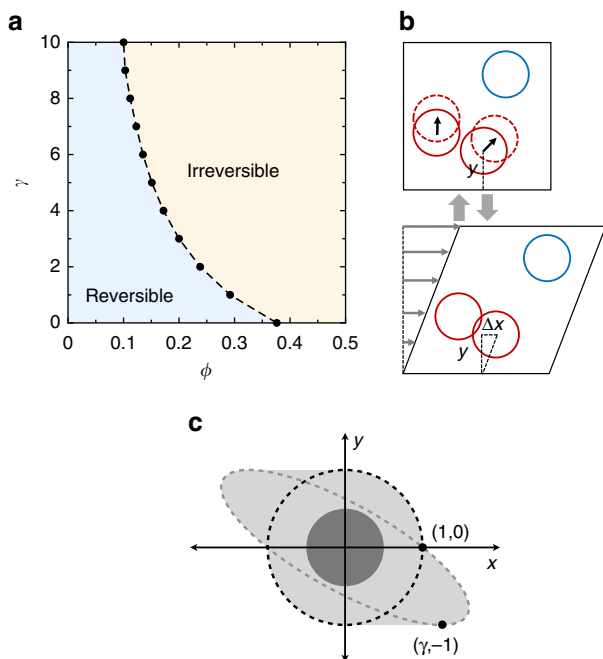 a
10
8
6
4
2
0
γ
Irreversible
Reversible
0 0.1 0.2 0.3 0.4 0.5
ϕ
b
y
Δx
y
c
y
(1,0)
x
(γ,−1)